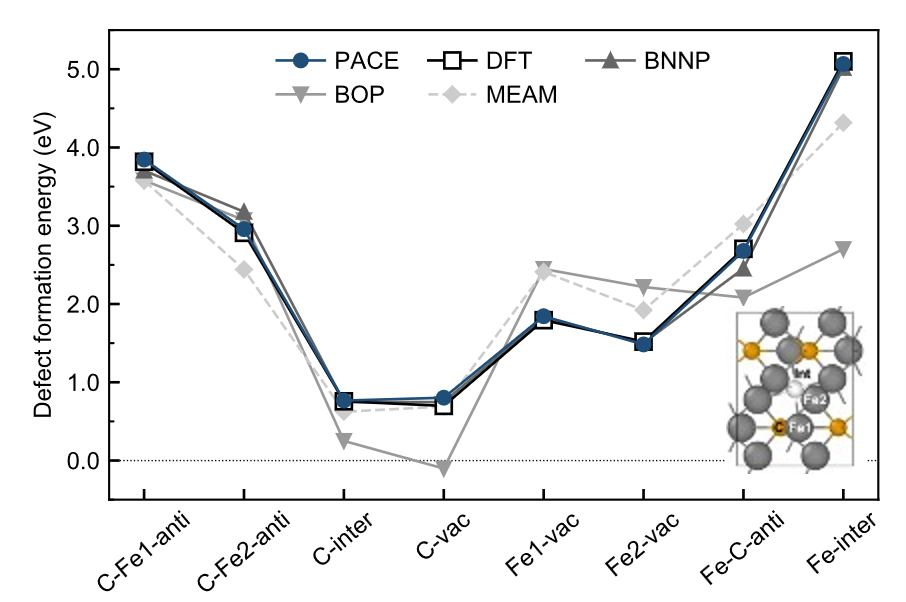 PACE DFT BNNP
BOP MEAM
Defect formation energy (eV)
5.0
4.0
3.0
2.0
1.0
0.0
Int
Fe2
C Fe1
C-Fe1-anti C-Fe2-anti C-inter C-vac Fe1-vac Fe2-vac Fe-C-anti Fe-inter